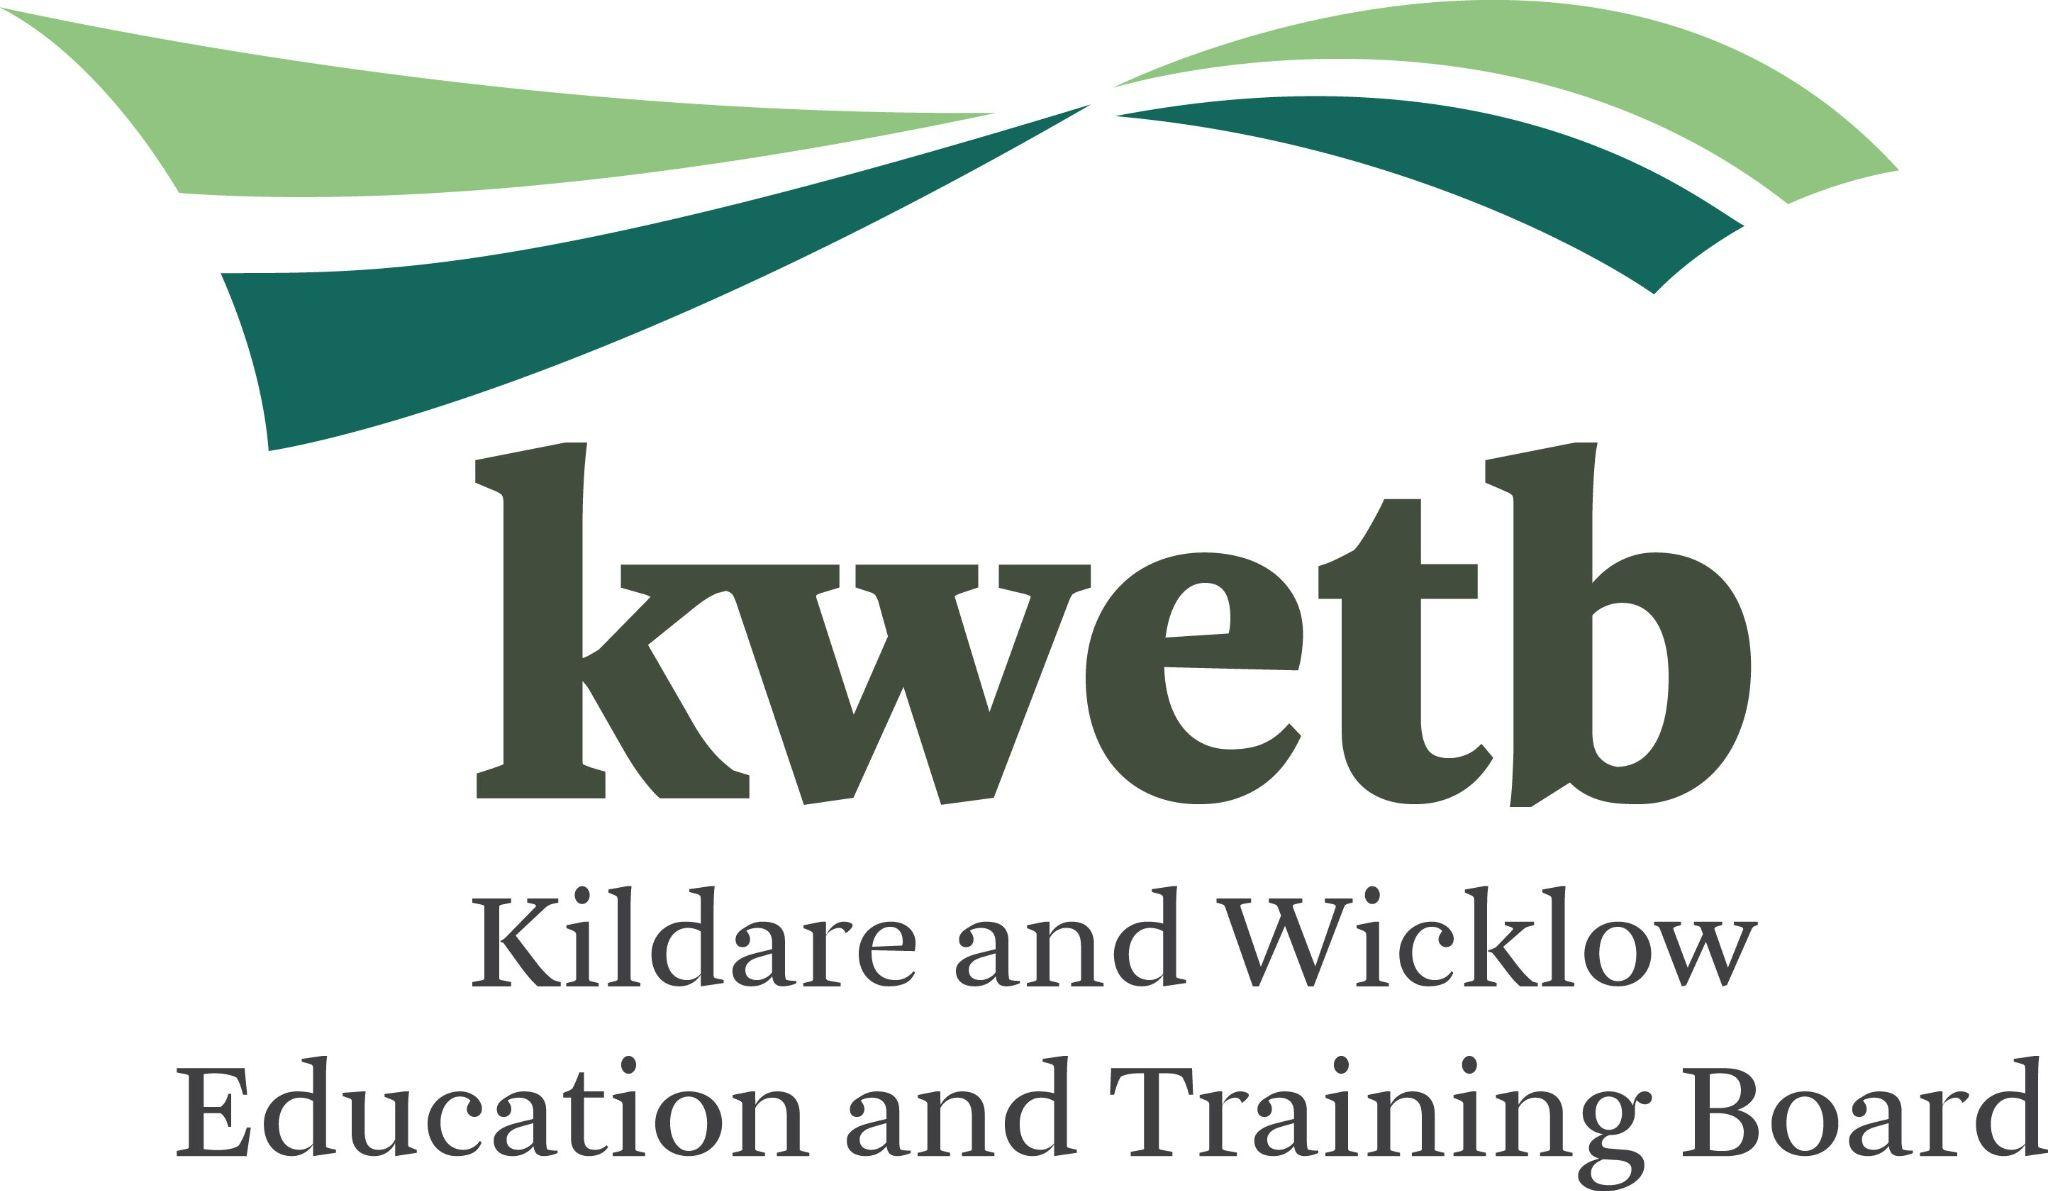 kwetb
Kildare and Wicklow
Education and Training Board